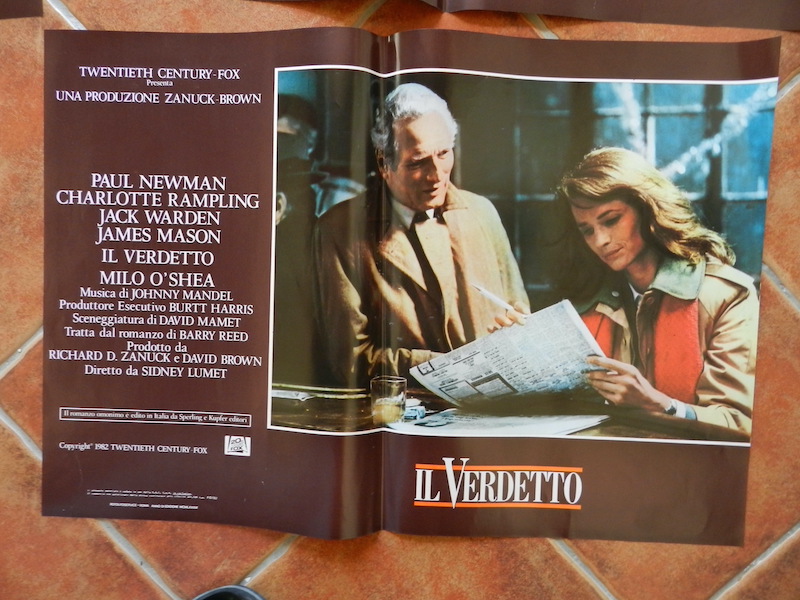 TWENTIETH CENTURY-FOX
Presenta
UNA PRODUZIONE ZANUCK-BROWN
PAUL NEWMAN
CHARLOTTE RAMPLING
JACK WARDEN
JAMES MASON
IL VERDETTO
MILO O'SHEA
Musica di JOHNNY MANDEL
Produttore Esecutivo BURTT HARRIS
Sceneggiatura di DAVID MAMET
Tratta dal romanzo di BARRY REED
Prodotto da
RICHARD D. ZANUCK e DAVID BROWN
Diretto da SIDNEY LUMET
Il romanzo omonimo è edito in Italia da Sperling e Kupfer editori
Copyright© 1982 TWENTIETH CENTURY-FOX
20
FOX
IL VERDETTO